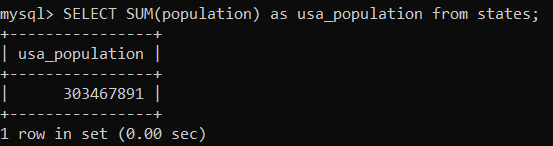 mysql> SELECT SUM(population) as usa_population from states;
+----------------+
| usa_population |
+----------------+
|      303467891 |
+----------------+
1 row in set (0.00 sec)